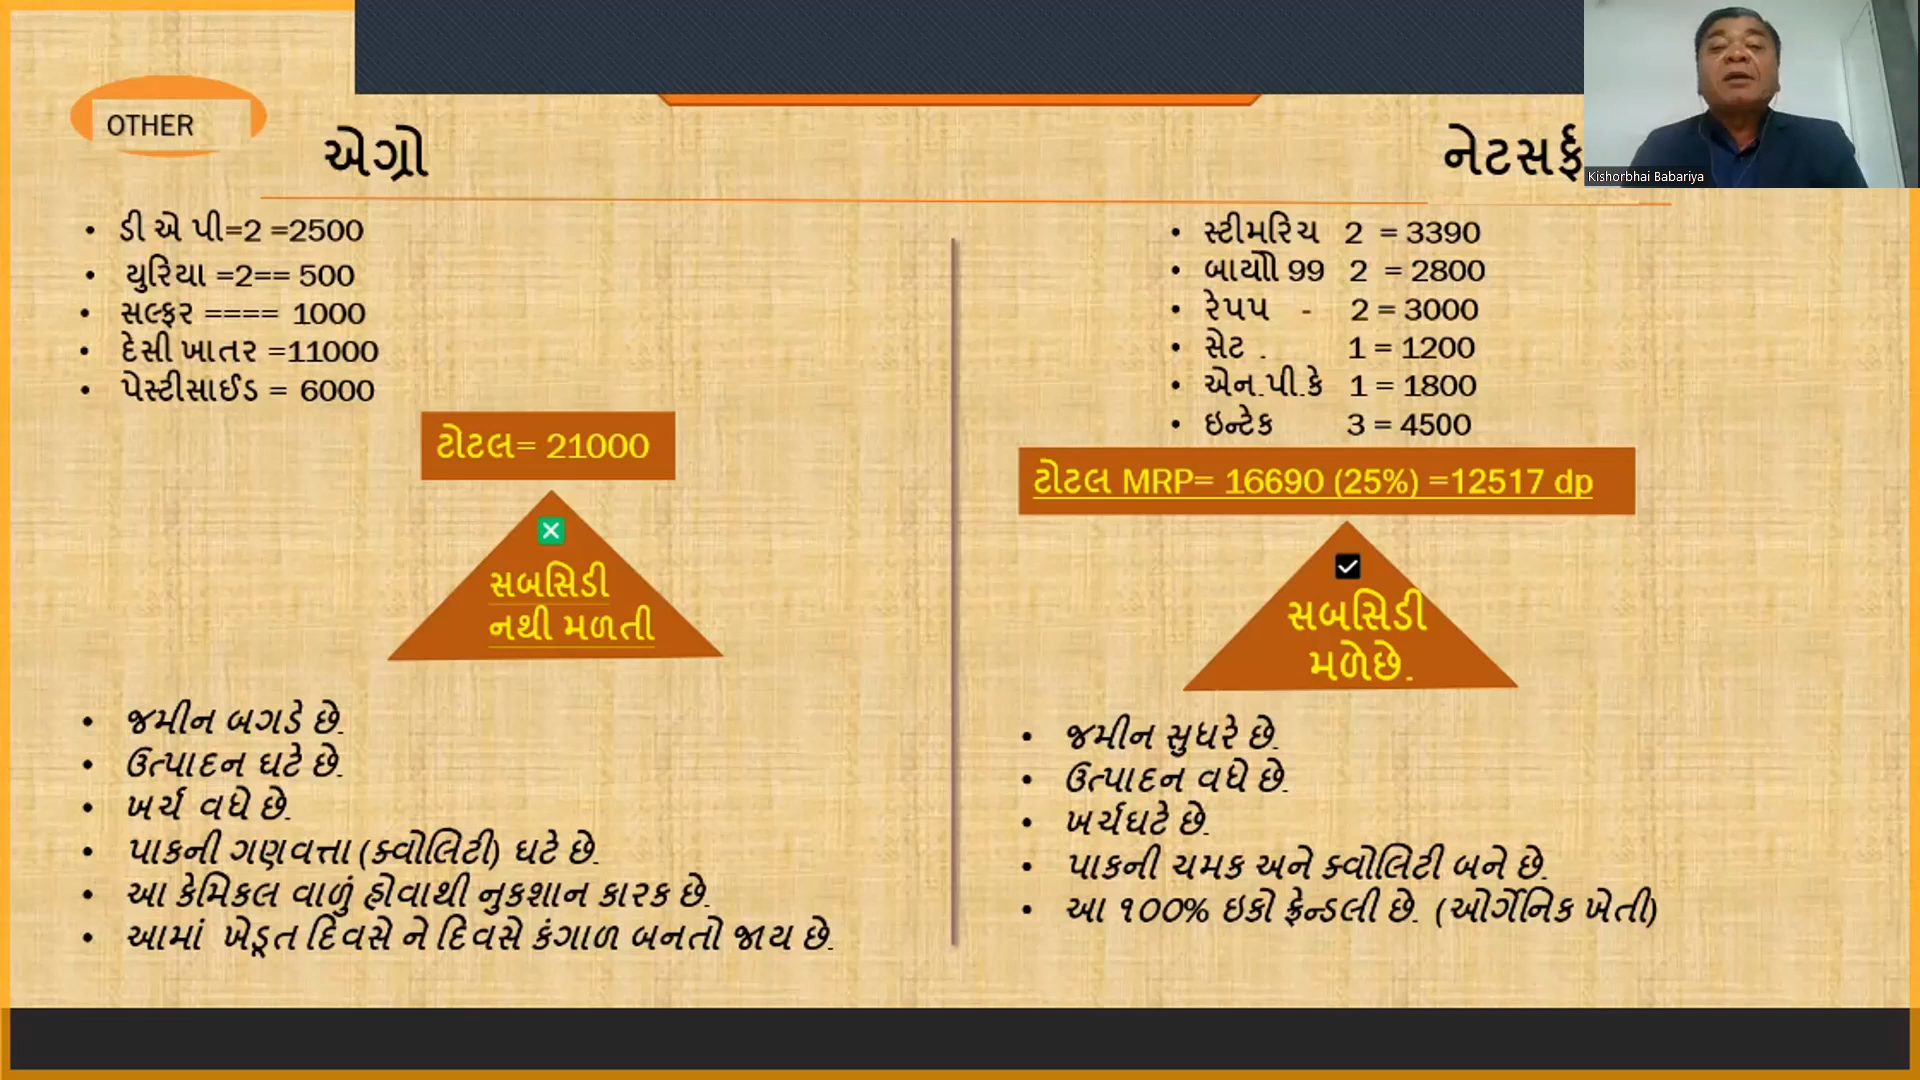 OTHER
એગ્રો
• ડી એ પી=2 =2500
• યુરિયા =2== 500
• સલ્ફર ==== 1000
• દેસી ખાતર =11000
• પેસ્ટીસાઈડ = 6000
ટોટલ= 21000
સબસિડી
નથી મળતી
• જમીન બગડે છે.
• ઉત્પાદન ઘટે છે.
• ખર્ચ વધે છે.
• પાકની ગણવત્તા (ક્વોલિટી) ઘટે છે.
• આ કેમિકલ વાળું હોવાથી નુકશાન કારક છે.
• આમાં ખેડૂત દિવસે ને દિવસે કંગાળ બનતો જાય છે.
નેટસર્ફ
Kishorbhai Babariya
• સ્ટીમરિચ 2 = 3390
• બાયોૌ 99 2 = 2800
• રેપપ - 2 = 3000
• સેટ . 1 = 1200
• એન.પી.કે 1 = 1800
• ઇન્ટેક 3 = 4500
ટોટલ MRP= 16690 (25%) =12517 dp
સબસિડી
મળેછે.
• જમીન સુધરે છે.
• ઉત્પાદન વધે છે.
• ખર્ચઘટે છે.
• પાકની ચમક અને ક્વોલિટી બને છે.
• આ ૧00% ઇકો ફ્રેન્ડલી છે. (ઓર્ગેનિક ખેતી)